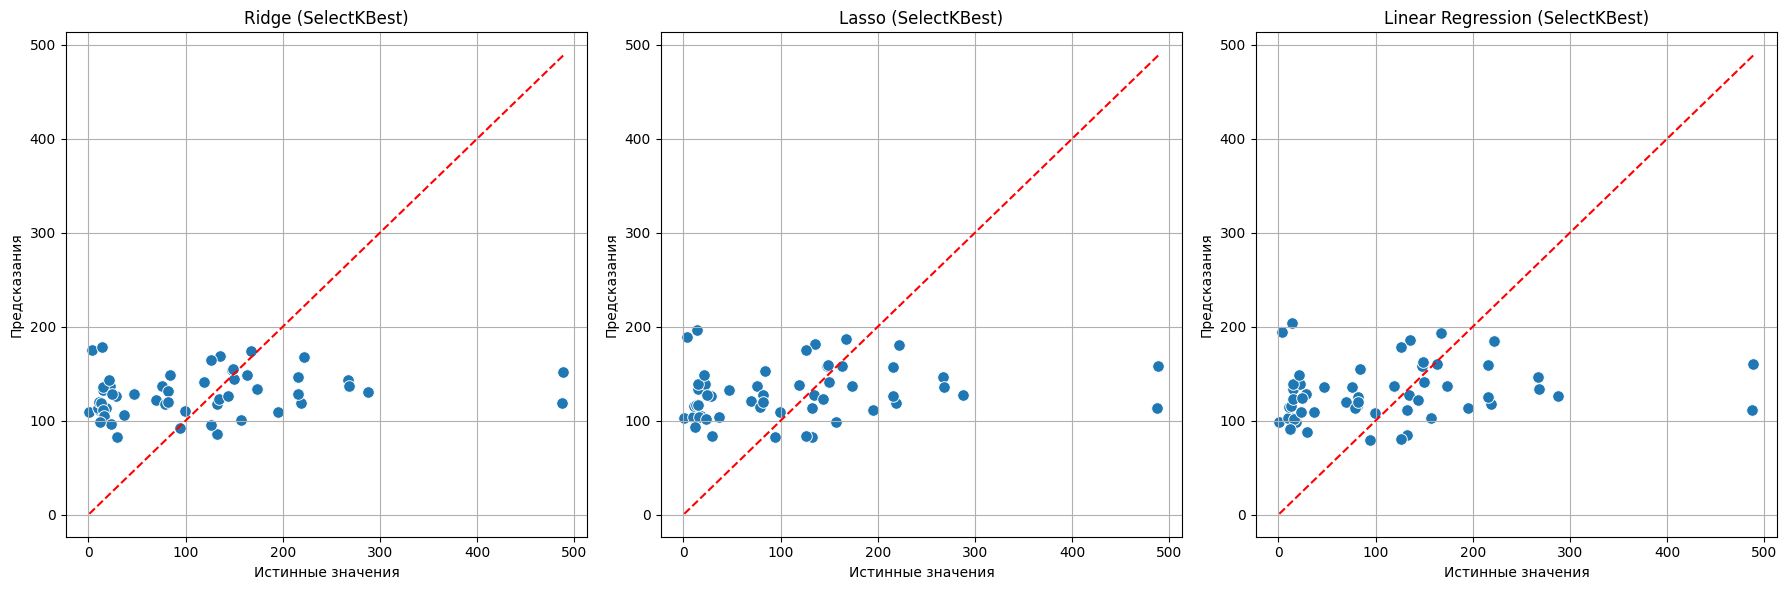 Ridge (SelectKBest)
500
400
300
200
100
0
Предсказания
0 100 200 300 400 500
Истинные значения
Lasso (SelectKBest)
500
400
300
200
100
0
Предсказания
0 100 200 300 400 500
Истинные значения
Linear Regression (SelectKBest)
500
400
300
200
100
0
Предсказания
0 100 200 300 400 500
Истинные значения